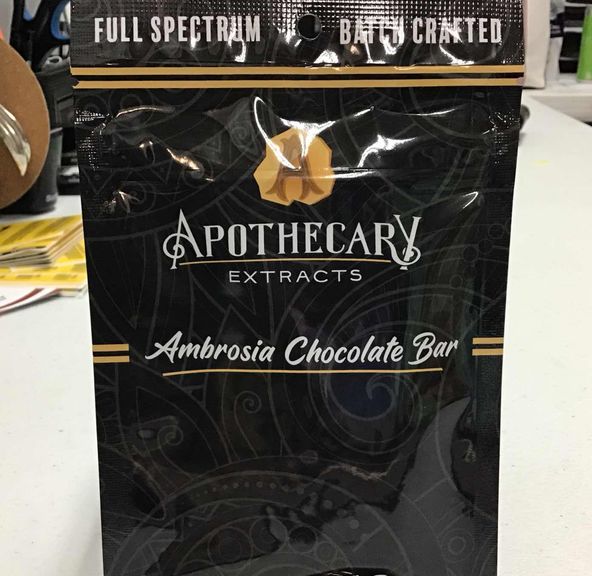 FULL SPECTRUM BATCH CRAFTED
A
APOTHECARY
EXTRACTS
Ambrosia Chocolate Bar